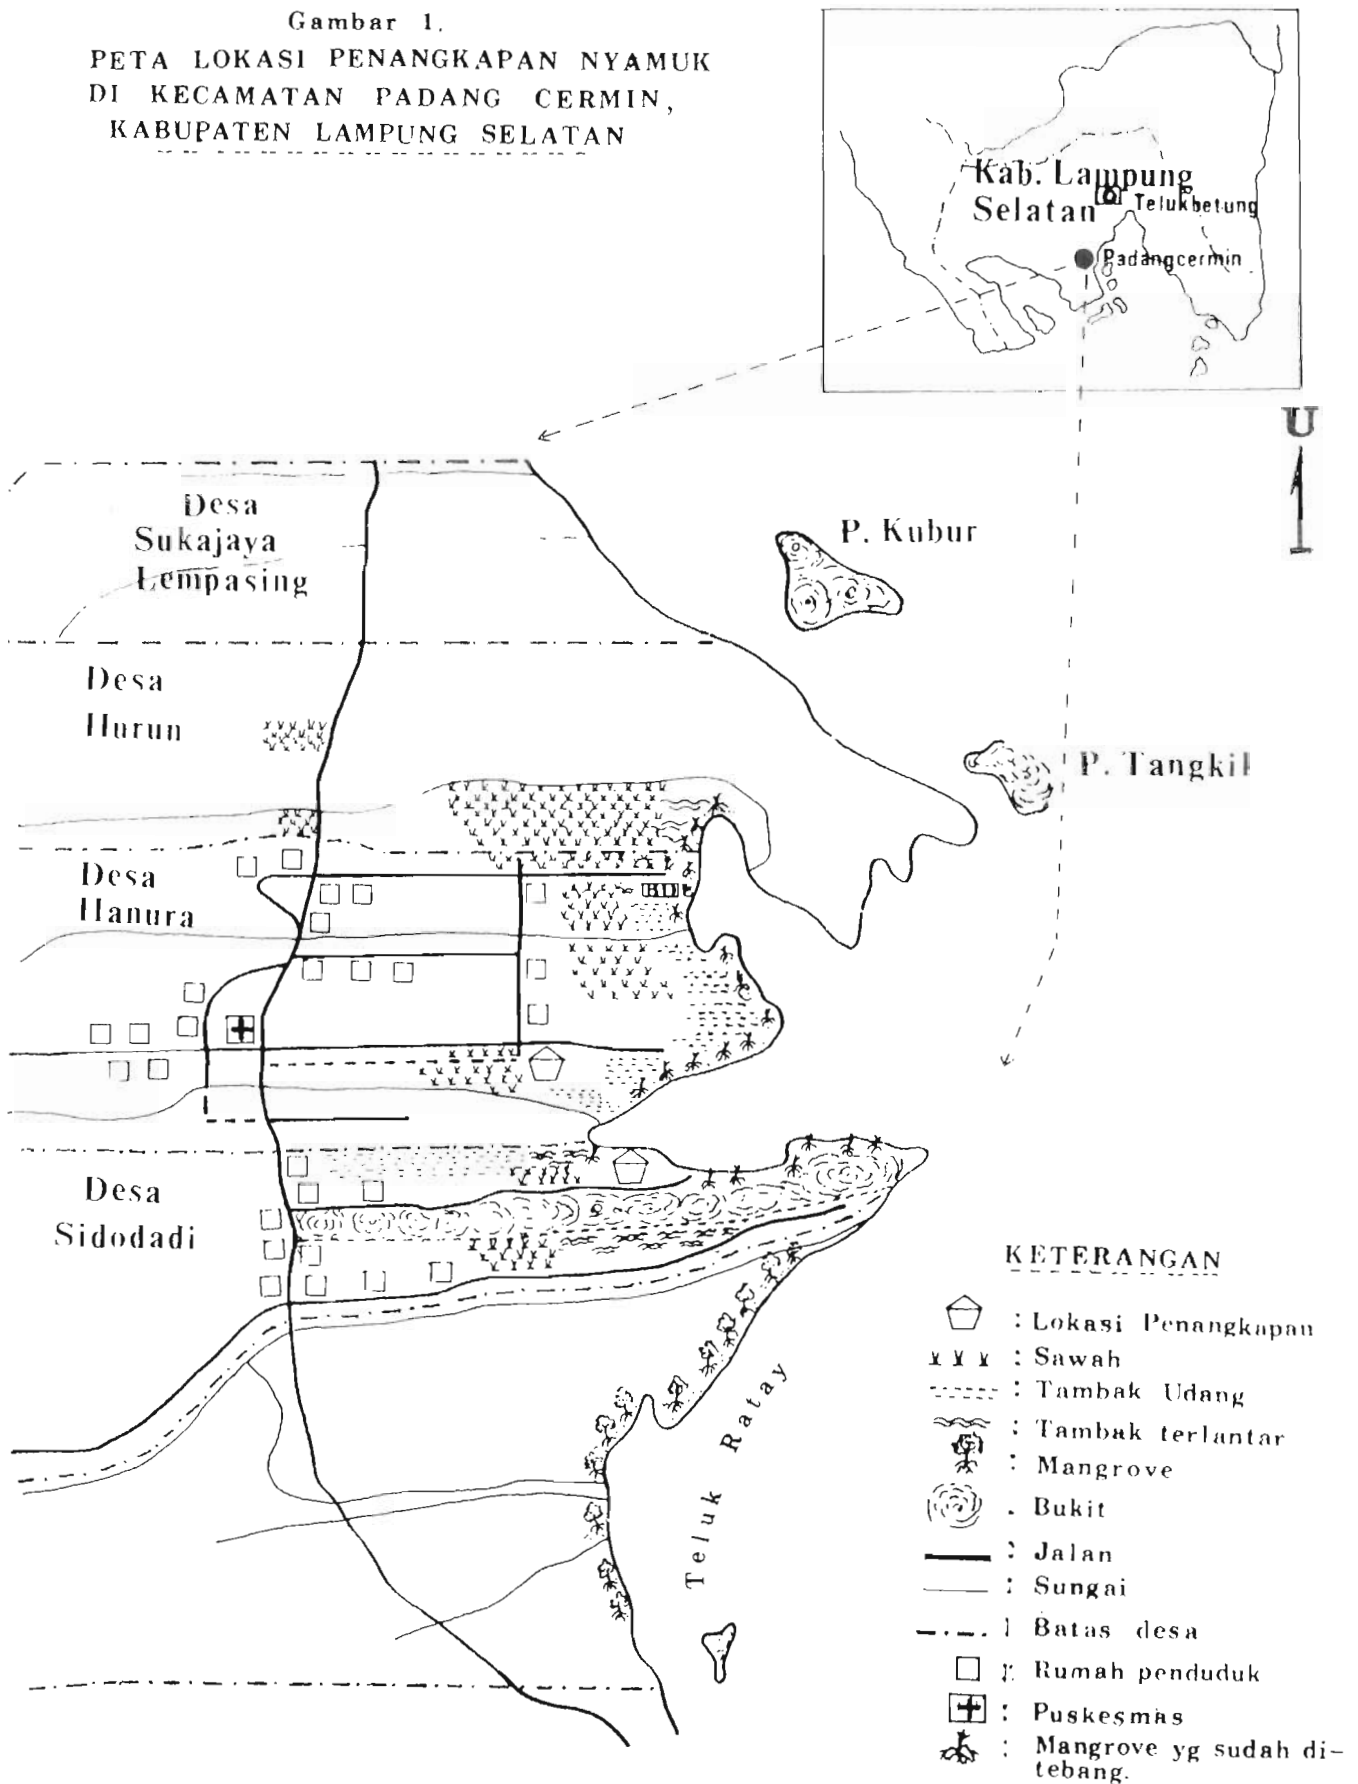 Gambar 1.
PETA LOKASI PENANGKAPAN NYAMUK
DI KECAMATAN PADANG CERMIN,
KABUPATEN LAMPUNG SELATAN
Kab. Lampung
Selatan
Telukbetung
Padangcermin
U
Desa
Sukajaya
Lempasing
P. Kubur
Desa
Hurun
P. Tangkil
Desa
Hanura
Desa
Sidodadi
Teluk Ratay
KETERANGAN
: Lokasi Penangkapan
: Sawah
: Tambak Udang
: Tambak terlantar
: Mangrove
. Bukit
: Jalan
: Sungai
: Batas desa
: Rumah penduduk
: Puskesmas
: Mangrove yg sudah di-
tebang.